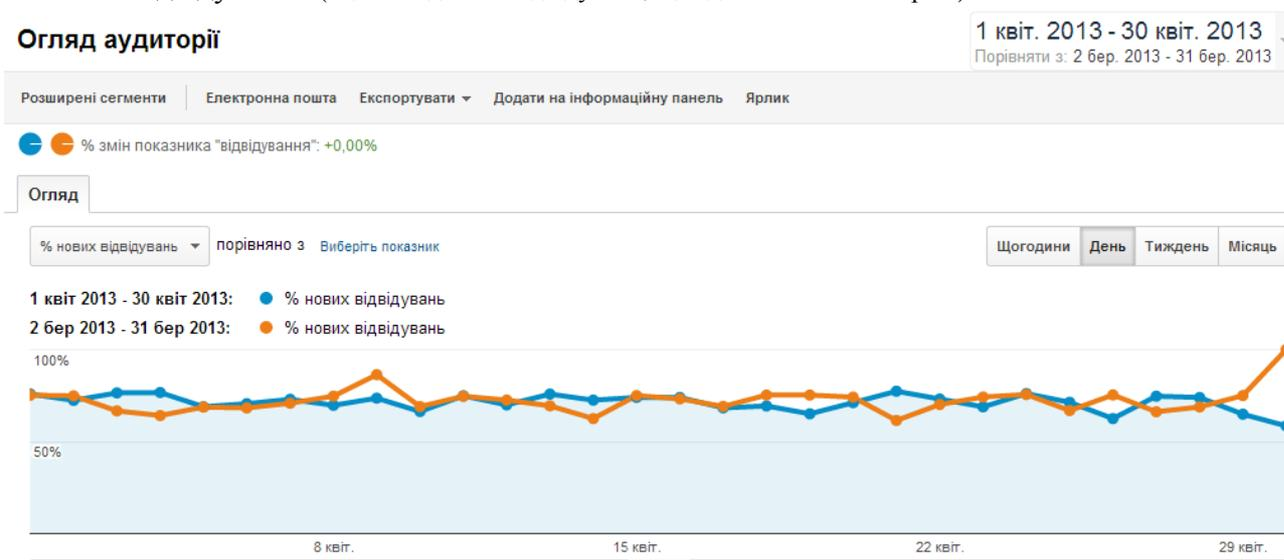 Огляд аудиторії
1 квіт. 2013 - 30 квіт. 2013
Порівняти з: 2 бер. 2013 - 31 бер. 2013
Розширені сегменти Електронна пошта Експортувати Додати на інформаційну панель Ярлик
% змін показника "відвідування": +0,00%
Огляд
% нових відвідувань порівняно з Виберіть показник Щогодини День Тиждень Місяць
1 квіт 2013 - 30 квіт 2013: % нових відвідувань
2 бер 2013 - 31 бер 2013: % нових відвідувань
100%
50%
8 квіт. 15 квіт. 22 квіт. 29 квіт.